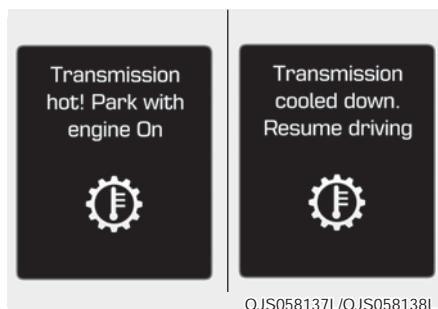 Transmission
hot! Park with
engine On
Transmission
cooled down.
Resume driving
OJS058137L/OJS058138L